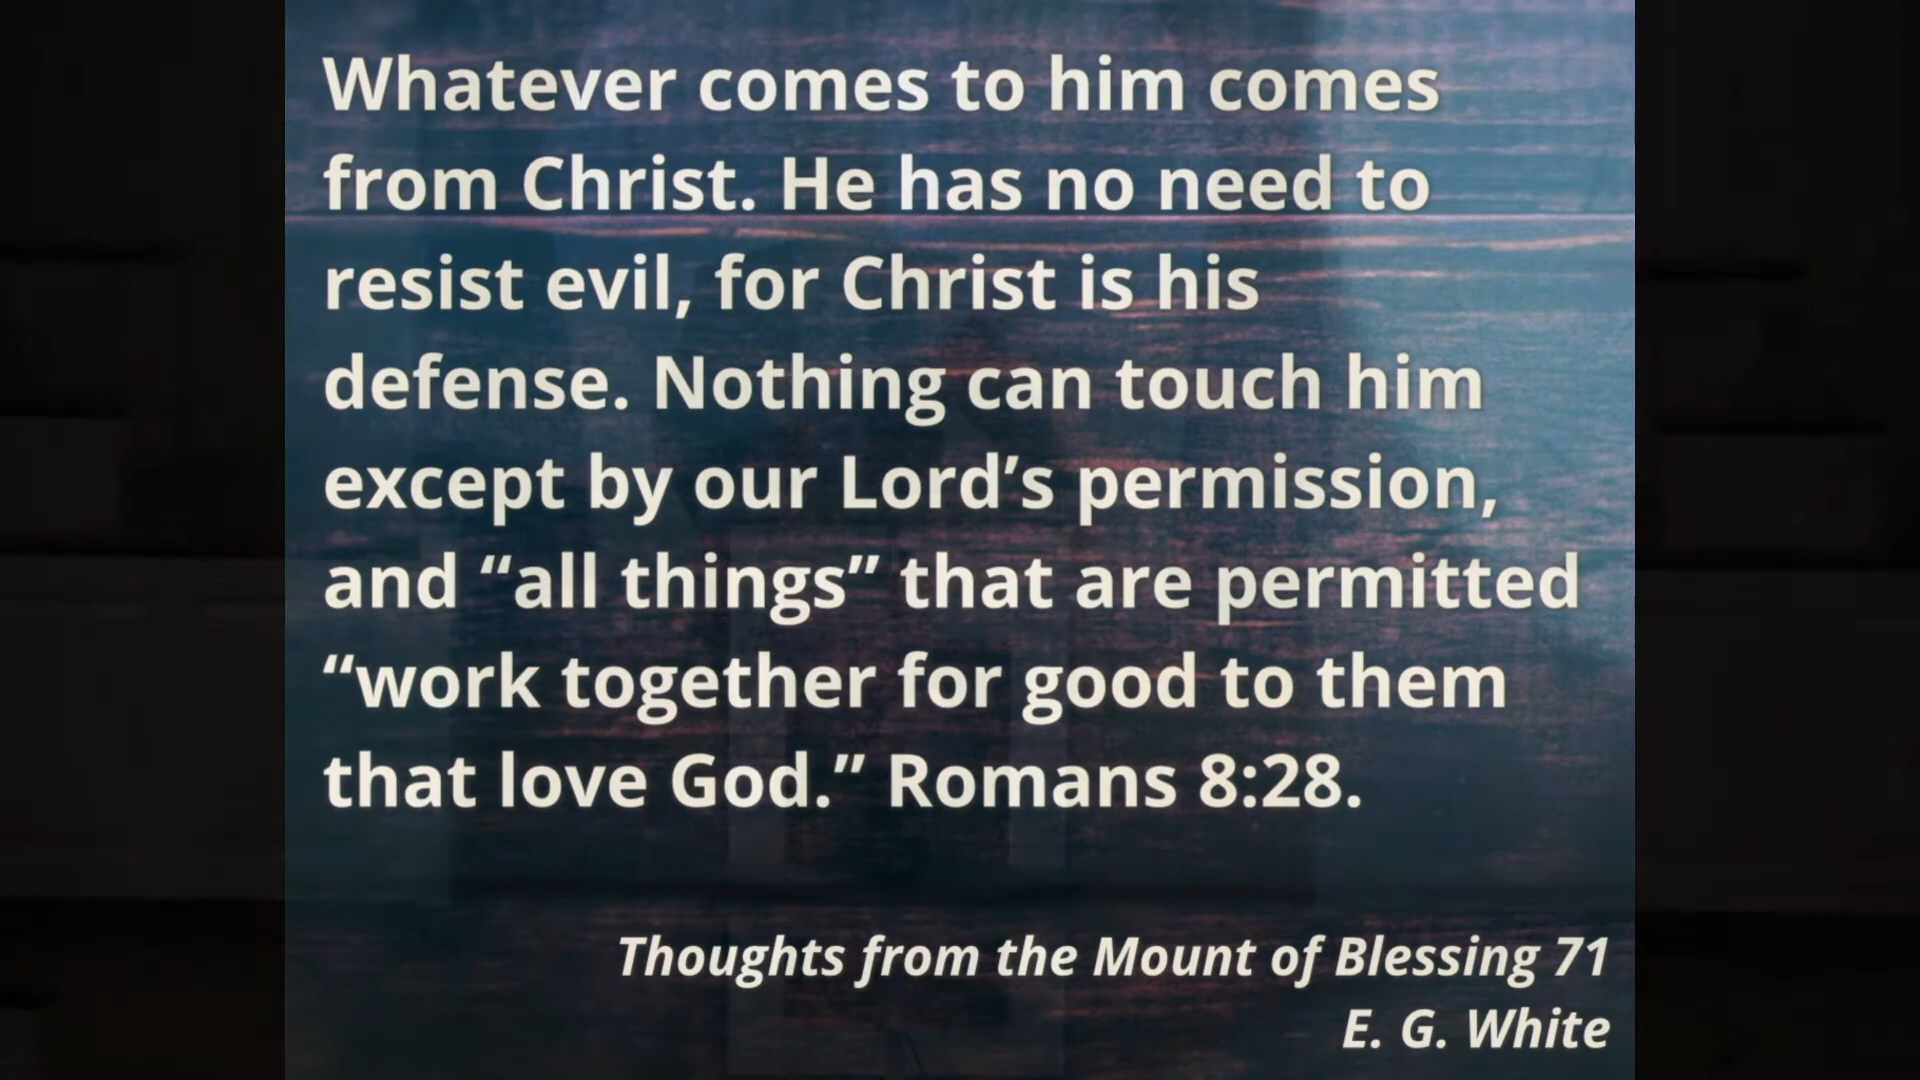 Whatever comes to him comes
from Christ. He has no need to
resist evil, for Christ is his
defense. Nothing can touch him
except by our Lord’s permission,
and “all things” that are permitted
“work together for good to them
that love God.” Romans 8:28.
Thoughts from the Mount of Blessing 71
E. G. White